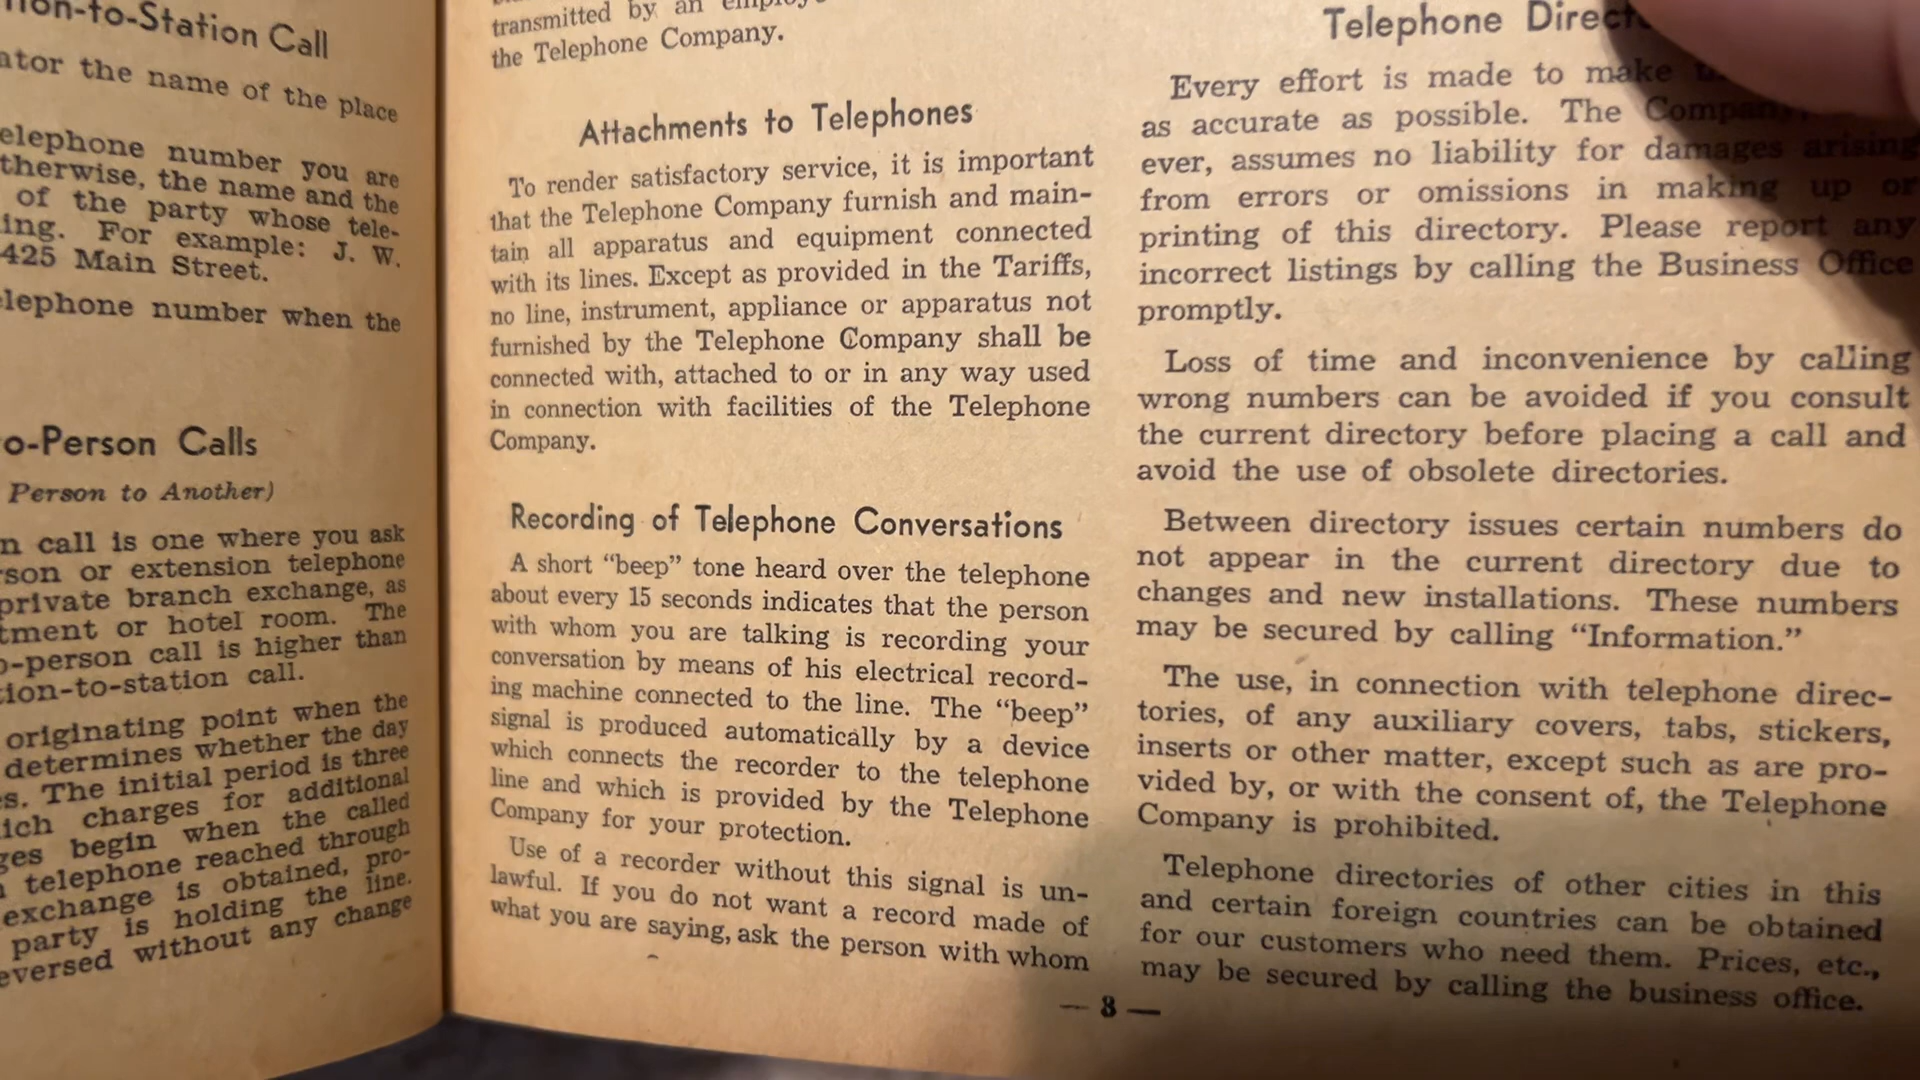 ion-to-Station Call
ator the name of the place
elephone number you are
therwise, the name and the
of the party whose tele-
ing. For example: J. W.
425 Main Street.
elephone number when the
o-Person Calls
Person to Another)
n call is one where you ask
rson or extension telephone
private branch exchange, as
tment or hotel room. The
o-person call is higher than
tion-to-station call.
originating point when the
determines whether the day
s. The initial period is three
ich charges for additional
ges begin when the called
telephone reached through
exchange is obtained, pro-
party is holding the line.
eversed without any change
transmitted by an
the Telephone Company.
Attachments to Telephones
To render satisfactory service, it is important
that the Telephone Company furnish and main-
tain all apparatus and equipment connected
with its lines. Except as provided in the Tariffs,
no line, instrument, appliance or apparatus not
furnished by the Telephone Company shall be
connected with, attached to or in any way used
in connection with facilities of the Telephone
Company.
Recording of Telephone Conversations
A short "beep" tone heard over the telephone
about every 15 seconds indicates that the person
with whom you are talking is recording your
conversation by means of his electrical record-
ing machine connected to the line. The "beep"
signal is produced automatically by a device
which connects the recorder to the telephone
line and which is provided by the Telephone
Company for your protection.
Use of a recorder without this signal is un-
lawful. If you do not want a record made of
what you are saying, ask the person with whom
Telephone Direct
Every effort is made to make
as accurate as possible. The Company,
ever, assumes no liability for damages arising
from errors or omissions in making up or
printing of this directory. Please report any
incorrect listings by calling the Business Office
promptly.
Loss of time and inconvenience by calling
wrong numbers can be avoided if you consult
the current directory before placing a call and
avoid the use of obsolete directories.
Between directory issues certain numbers do
not appear in the current directory due to
changes and new installations. These numbers
may be secured by calling "Information."
The use, in connection with telephone direc-
tories, of any auxiliary covers, tabs, stickers,
inserts or other matter, except such as are pro-
vided by, or with the consent of, the Telephone
Company is prohibited.
Telephone directories of other cities in this
and certain foreign countries can be obtained
for our customers who need them. Prices, etc.,
may be secured by calling the business office.
— 8 —